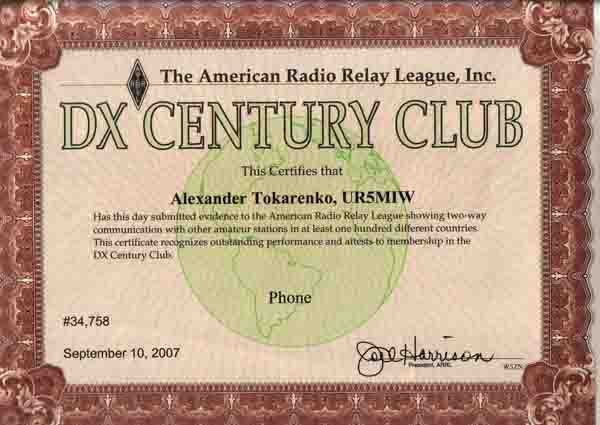 The American Radio Relay League, Inc.
DX CENTURY CLUB
This Certifies that
Alexander Tokarenko, UR5MIW
Has this day submitted evidence to the American Radio Relay League showing two-way
communication with other amateur stations in at least one hundred different countries.
This certificate recognizes outstanding performance and attests to membership in the
DX Century Club.
Phone
#34,758
September 10, 2007
Joel Harrison
President, ARRL
W5ZN